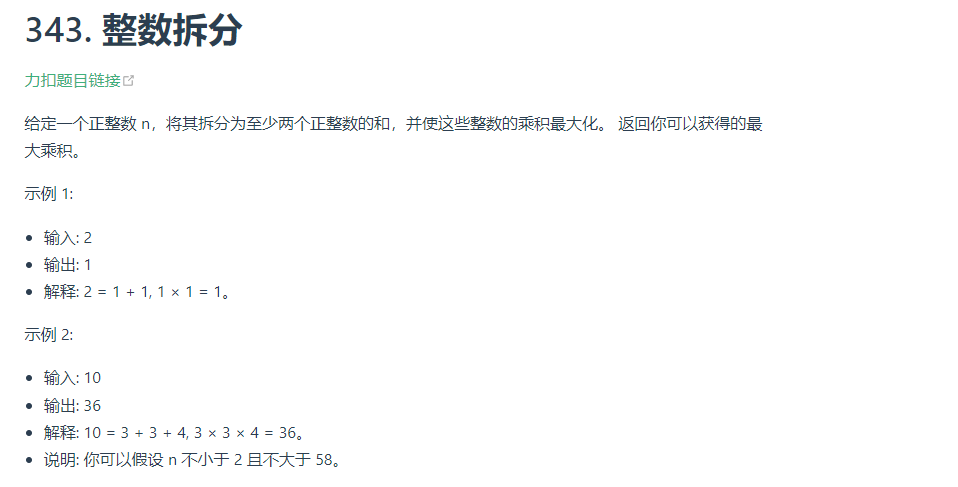 343. 整数拆分
力扣题目链接
给定一个正整数 n，将其拆分为至少两个正整数的和，并使这些整数的乘积最大化。 返回你可以获得的最
大乘积。
示例 1:
输入: 2
输出: 1
解释: 2 = 1 + 1, 1 × 1 = 1。
示例 2:
输入: 10
输出: 36
解释: 10 = 3 + 3 + 4, 3 × 3 × 4 = 36。
说明: 你可以假设 n 不小于 2 且不大于 58。